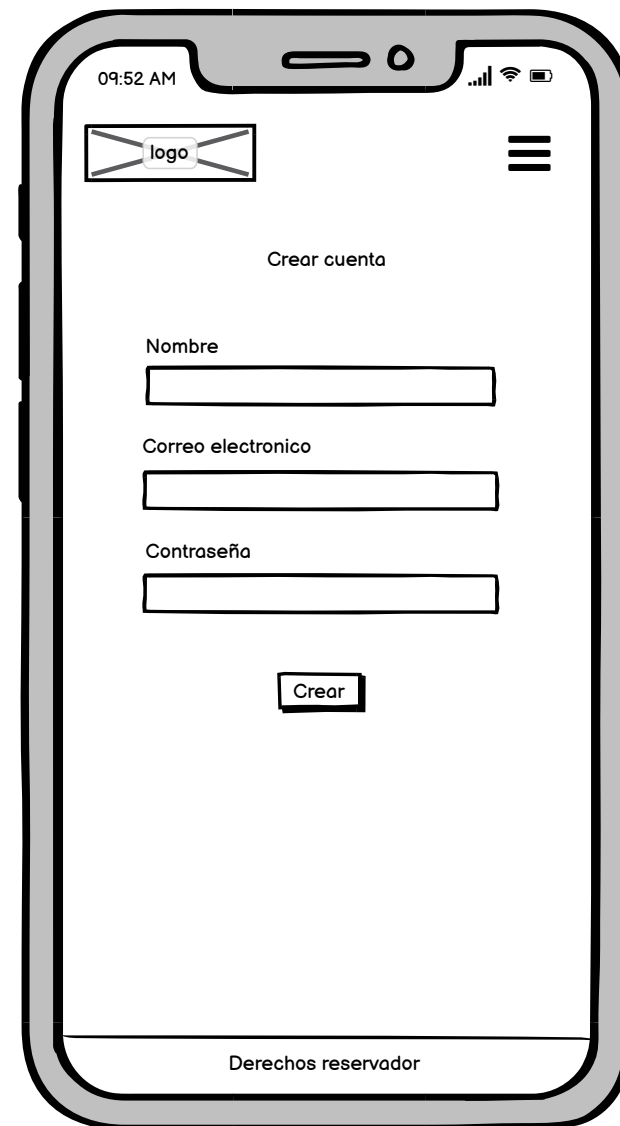 09:52 AM
logo
Crear cuenta
Nombre
Correo electronico
Contraseña
Crear
Derechos reservador